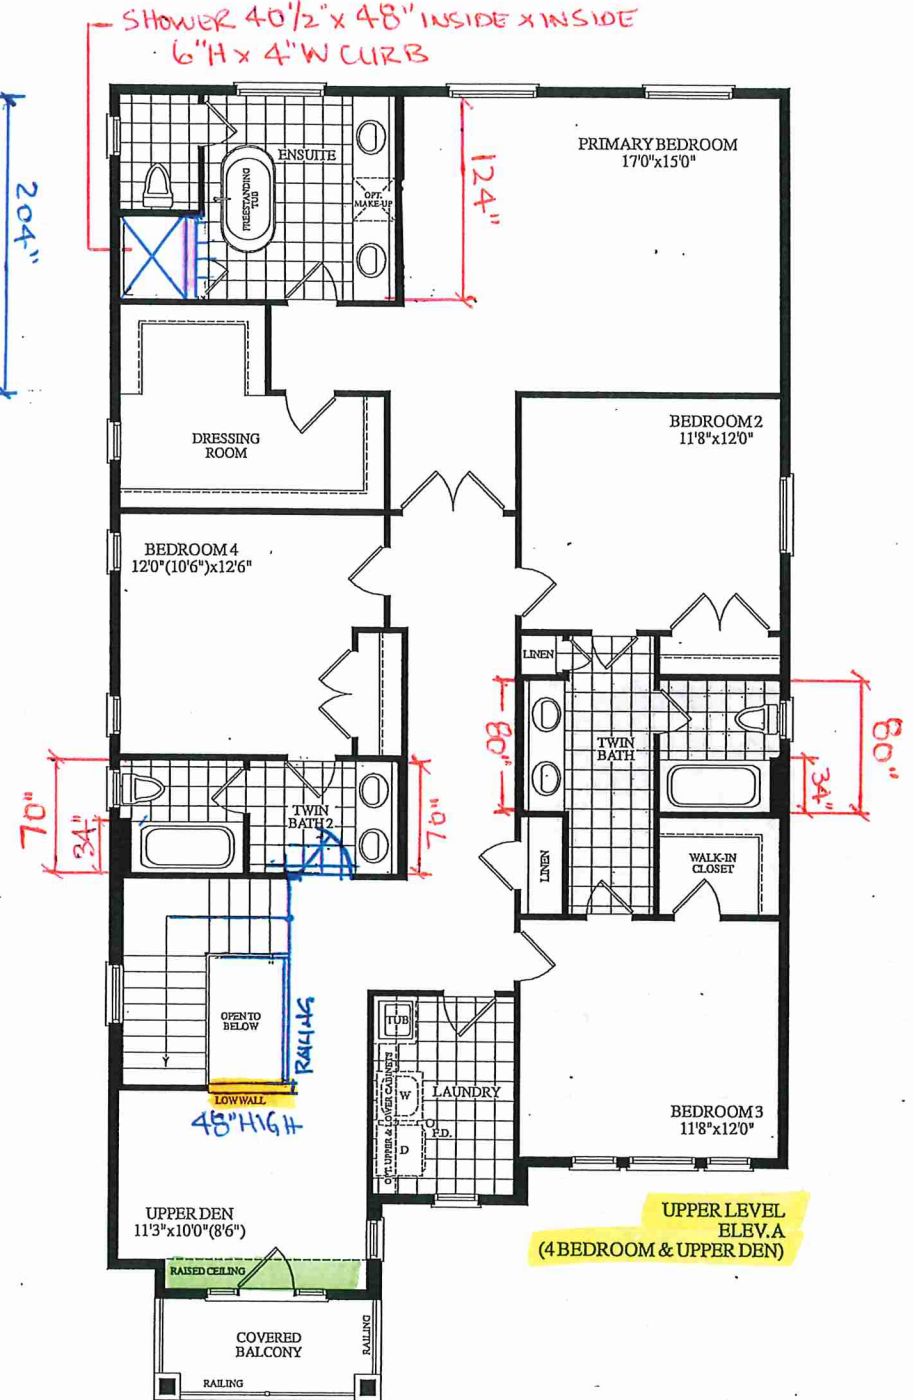 SHOWER 40 1/2" x 48" INSIDE x INSIDE
6"H x 4"W CURB
PRIMARY BEDROOM
17'0"x15'0"
ENSUITE
FREESTANDING
TUB
OPT.
MAKE-UP
124"
204"
DRESSING
ROOM
BEDROOM 2
11'8"x12'0"
BEDROOM 4
12'0"(10'6")x12'6"
LINEN
80"
TWIN
BATH
80"
34"
70"
34"
TWIN
BATH 2
70"
LINEN
WALK-IN
CLOSET
OPEN TO
BELOW
RAILING
LOW WALL
48" HIGH
TUB
OPT. UPPER & LOWER CABINETS
W
D
LAUNDRY
F.D.
BEDROOM 3
11'8"x12'0"
UPPER DEN
11'3"x10'0"(8'6")
RAISED CEILING
UPPER LEVEL
ELEV. A
(4 BEDROOM & UPPER DEN)
COVERED
BALCONY
RAILING
RAILING